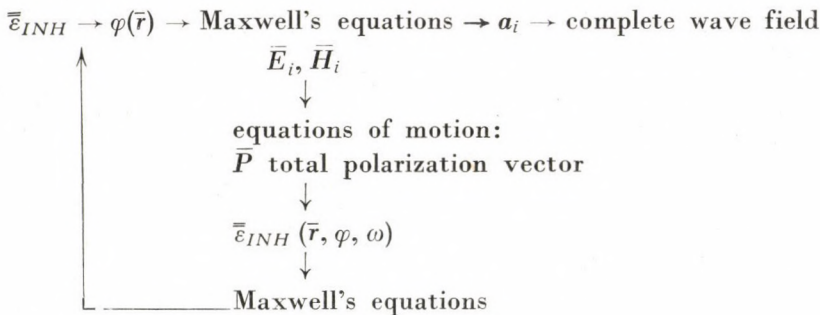 ε̿_INH → φ(r̄) → Maxwell's equations → a_i → complete wave field
Ē_i, H̄_i
↓
equations of motion:
P̄ total polarization vector
↓
ε̿_INH (r̄, φ, ω)
↓
Maxwell's equations